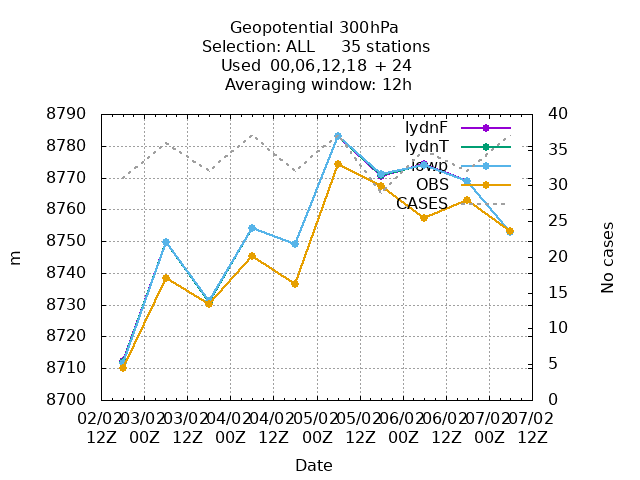 Geopotential 300hPa
Selection: ALL 35 stations
Used 00,06,12,18 + 24
Averaging window: 12h
8790
8780
8770
8760
8750
8740
8730
8720
8710
8700
m
40
35
30
25
20
15
10
5
0
No cases
lydnF
lydnT
iowp
OBS
CASES
02/02 12Z
03/02 00Z
03/02 12Z
04/02 00Z
04/02 12Z
05/02 00Z
05/02 12Z
06/02 00Z
06/02 12Z
07/02 00Z
07/02 12Z
Date